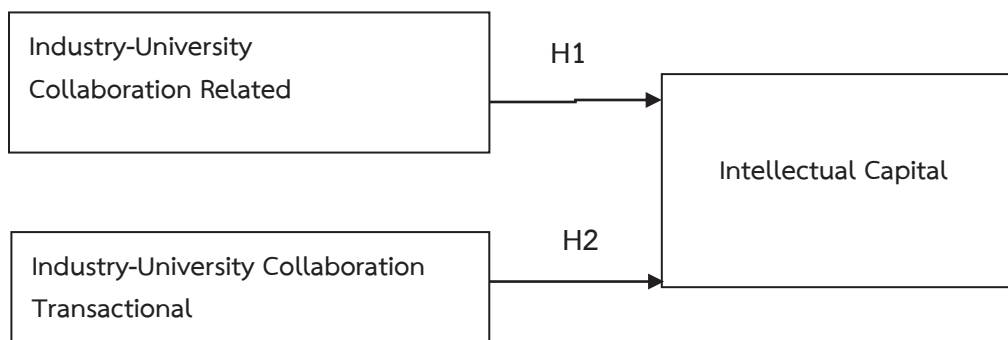 Industry-University
Collaboration Related
H1
Intellectual Capital
H2
Industry-University Collaboration
Transactional